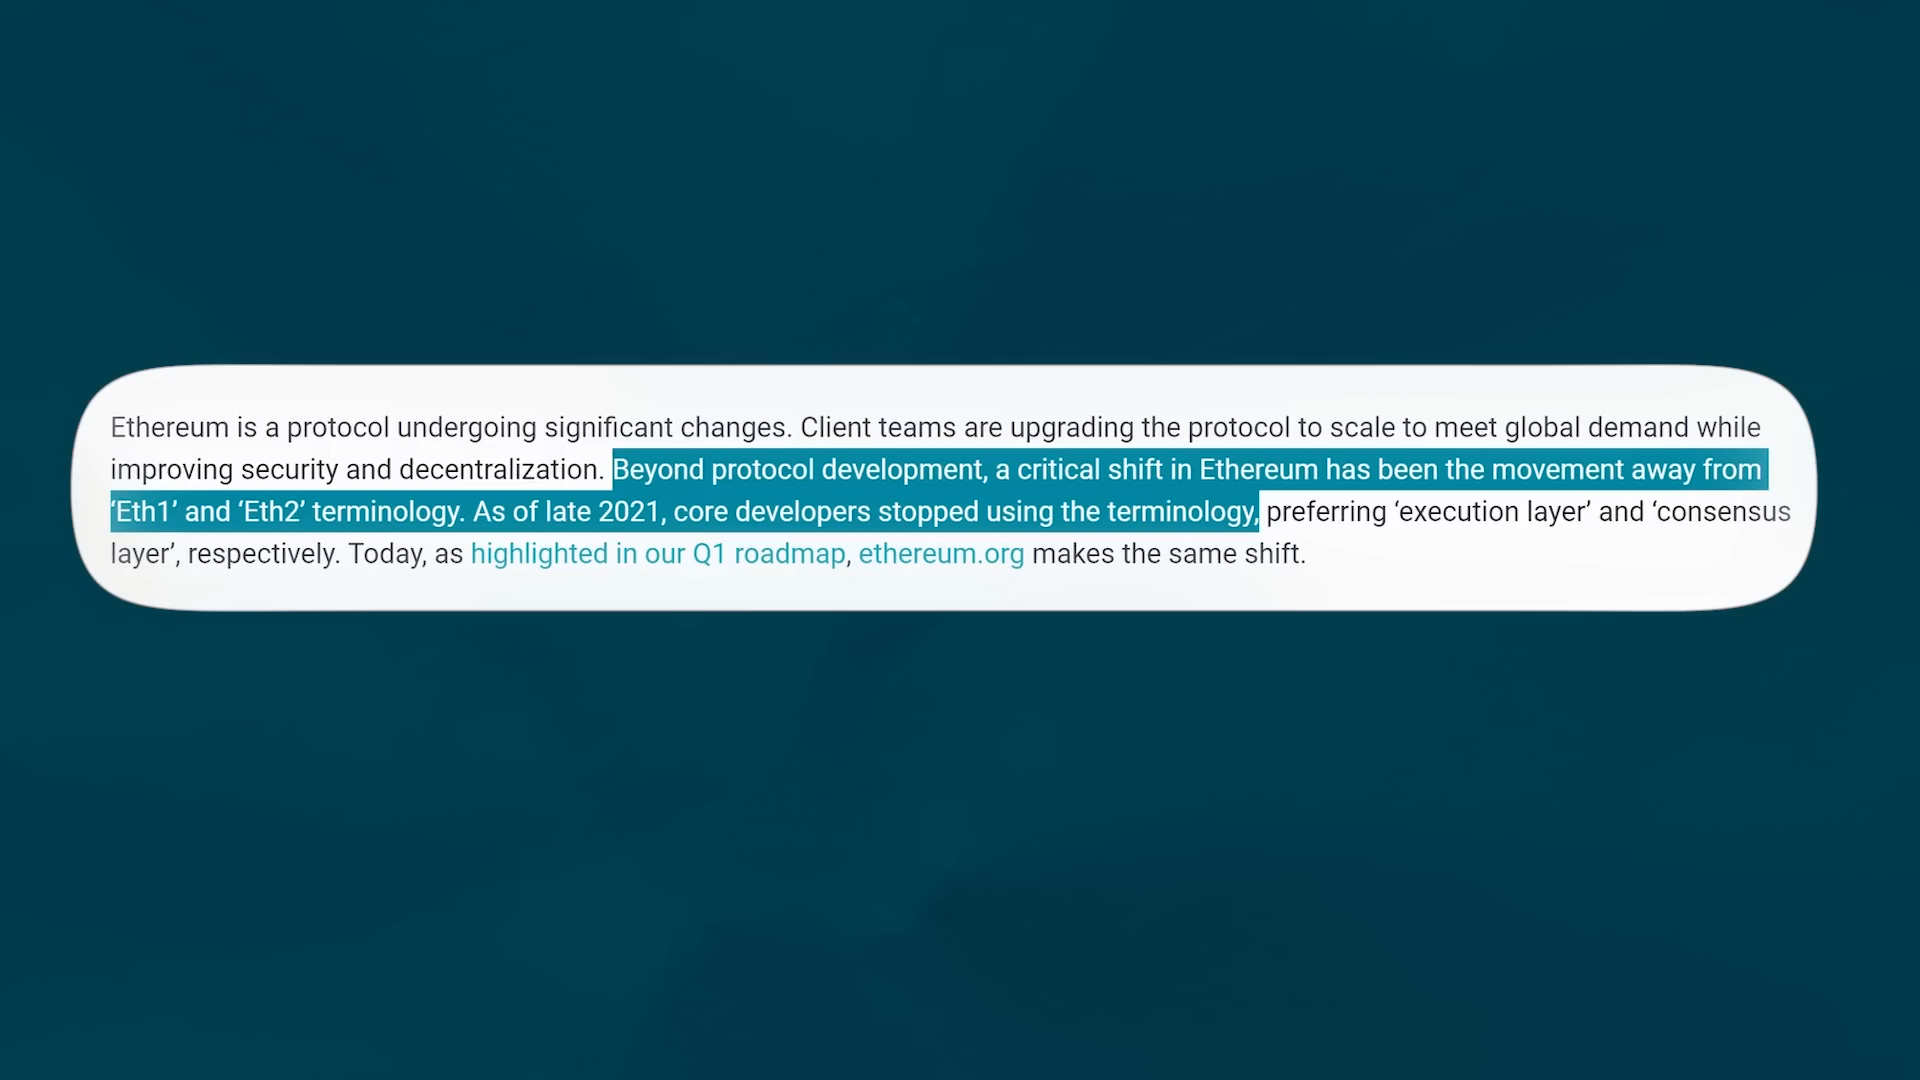 Ethereum is a protocol undergoing significant changes. Client teams are upgrading the protocol to scale to meet global demand while
improving security and decentralization. Beyond protocol development, a critical shift in Ethereum has been the movement away from
‘Eth1’ and ‘Eth2’ terminology. As of late 2021, core developers stopped using the terminology, preferring ‘execution layer’ and ‘consensus
layer’, respectively. Today, as highlighted in our Q1 roadmap, ethereum.org makes the same shift.